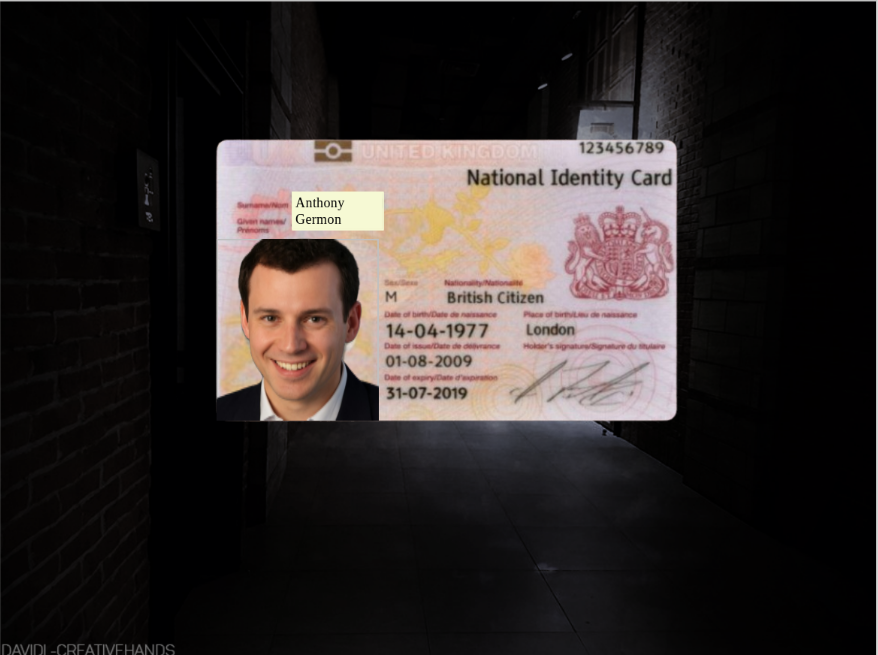 UNITED KINGDOM
123456789
National Identity Card
Surname/Nom
Anthony
Given names/
Prénoms
Germon
Sex/Sexe
Nationality/Nationalité
M
British Citizen
Date of birth/Date de naissance
Place of birth/Lieu de naissance
14-04-1977
London
Date of issue/Date de délivrance
Holder's signature/Signature du titulaire
01-08-2009
Date of expiry/Date d'expiration
31-07-2019
DAVIDL-CREATIVEHANDS